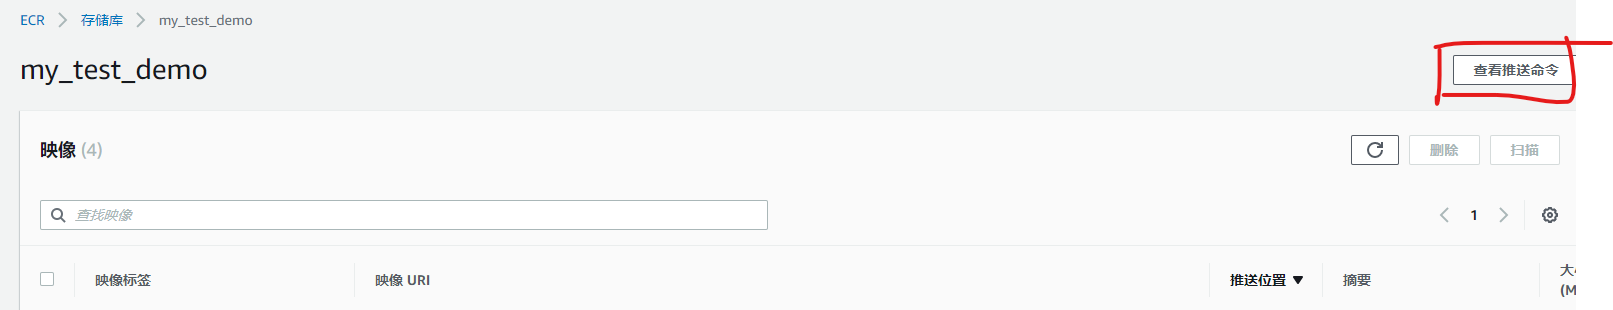 ECR 存储库 my_test_demo
my_test_demo
查看推送命令
映像 (4)
删除 扫描
查找映像
1
映像标签 映像 URI 推送位置 摘要
(M